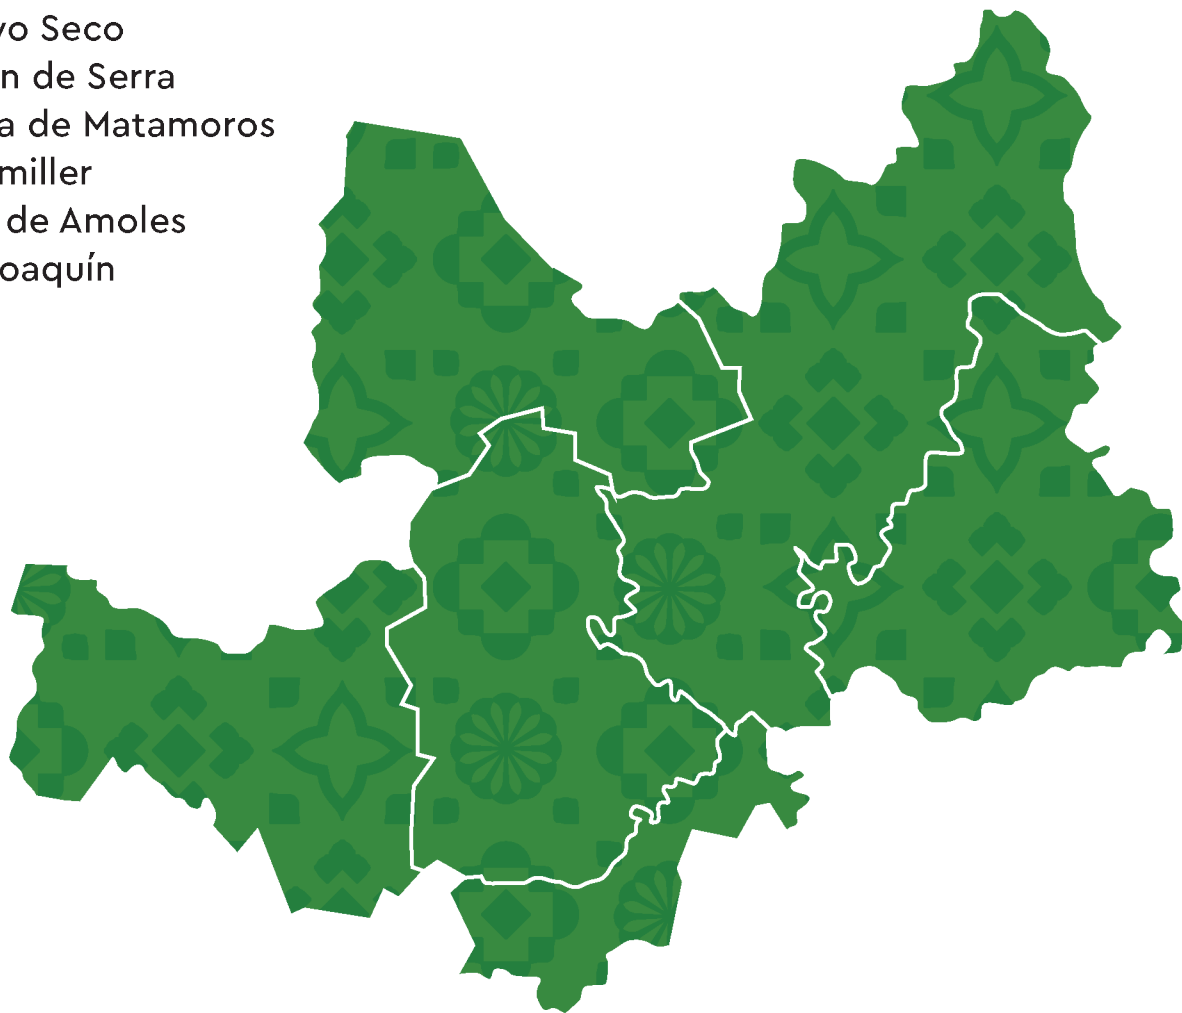 yo Seco
n de Serra
a de Matamoros
miller
de Amoles
oaquín